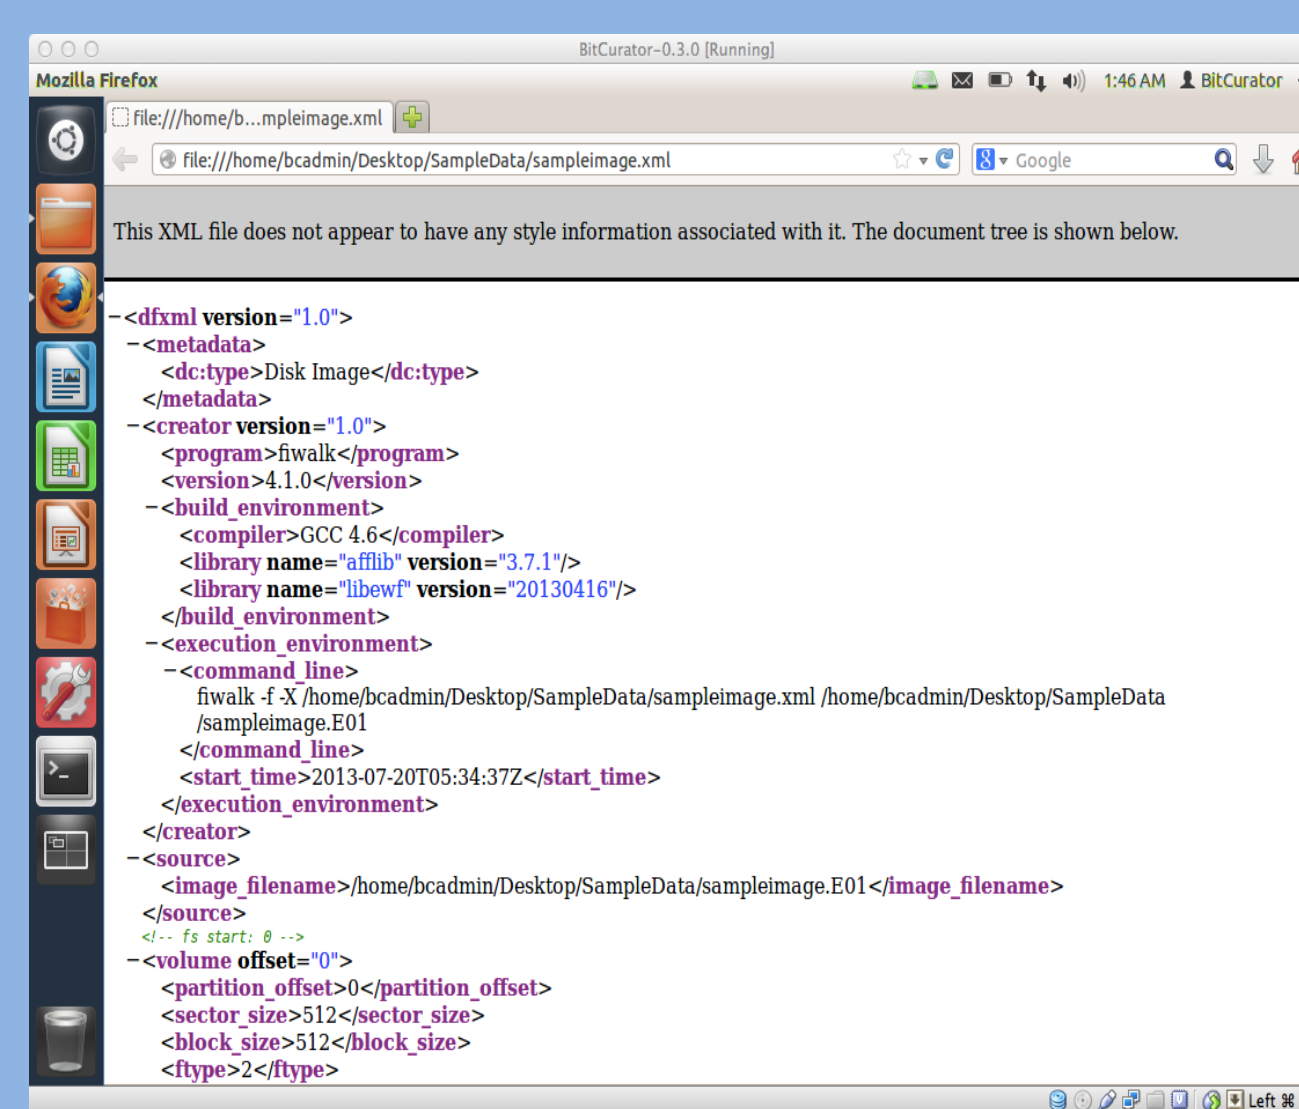 BitCurator-0.3.0 [Running]
Mozilla Firefox
1:46 AM BitCurator
file:///home/b...mpleimage.xml
file:///home/bcadmin/Desktop/SampleData/sampleimage.xml
Google
This XML file does not appear to have any style information associated with it. The document tree is shown below.
−<dfxml version="1.0">
−<metadata>
<dc:type>Disk Image</dc:type>
</metadata>
−<creator version="1.0">
<program>fiwalk</program>
<version>4.1.0</version>
−<build_environment>
<compiler>GCC 4.6</compiler>
<library name="afflib" version="3.7.1"/>
<library name="libewf" version="20130416"/>
</build_environment>
−<execution_environment>
−<command_line>
fiwalk -f -X /home/bcadmin/Desktop/SampleData/sampleimage.xml /home/bcadmin/Desktop/SampleData
/sampleimage.E01
</command_line>
<start_time>2013-07-20T05:34:37Z</start_time>
</execution_environment>
</creator>
−<source>
<image_filename>/home/bcadmin/Desktop/SampleData/sampleimage.E01</image_filename>
</source>
<!-- fs start: 0 -->
−<volume offset="0">
<partition_offset>0</partition_offset>
<sector_size>512</sector_size>
<block_size>512</block_size>
<ftype>2</ftype>
Left ⌘